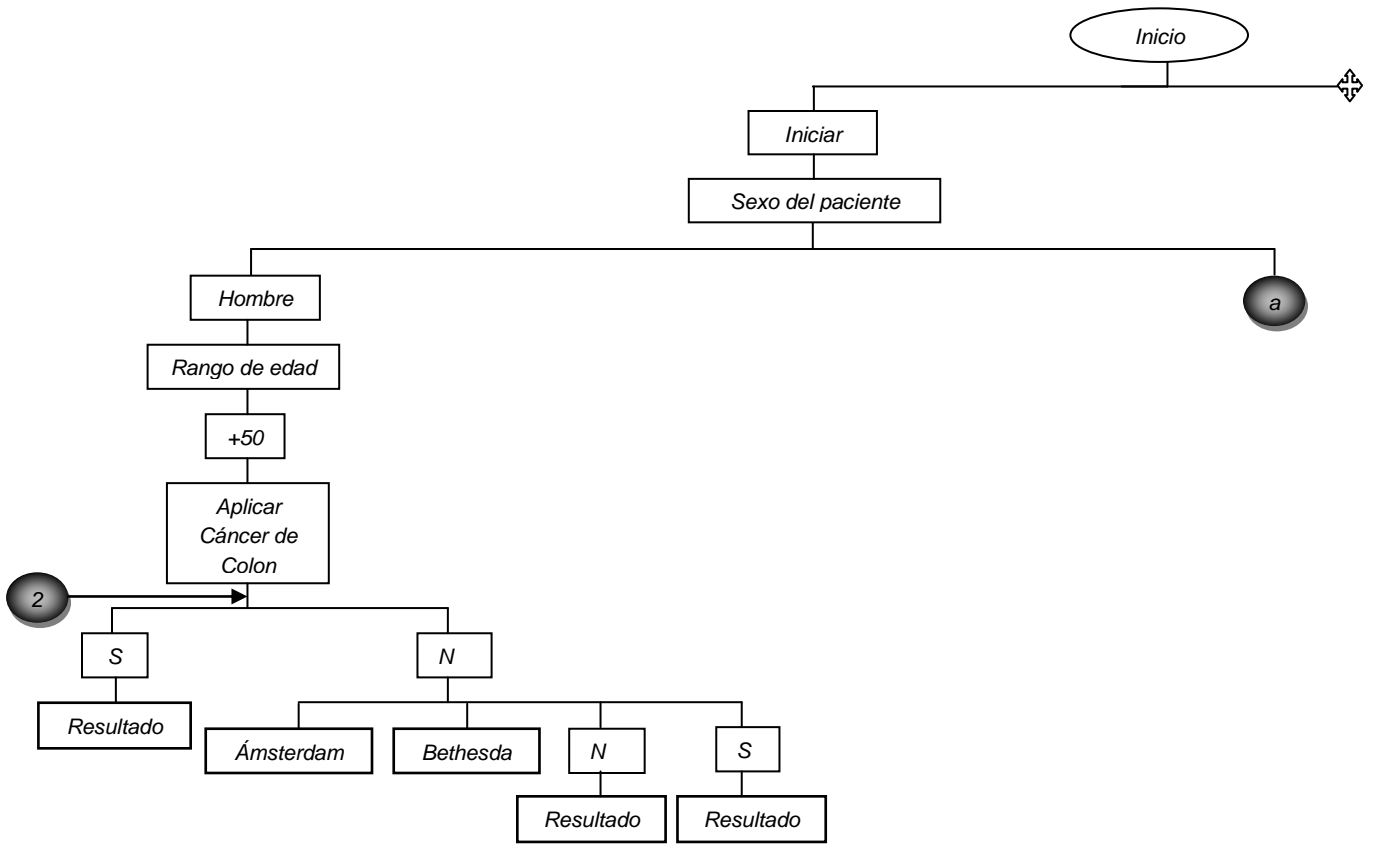 Inicio
Iniciar
Sexo del paciente
Hombre
a
Rango de edad
+50
Aplicar
Cáncer de
Colon
2
S
N
Resultado
Ámsterdam
Bethesda
N
S
Resultado
Resultado